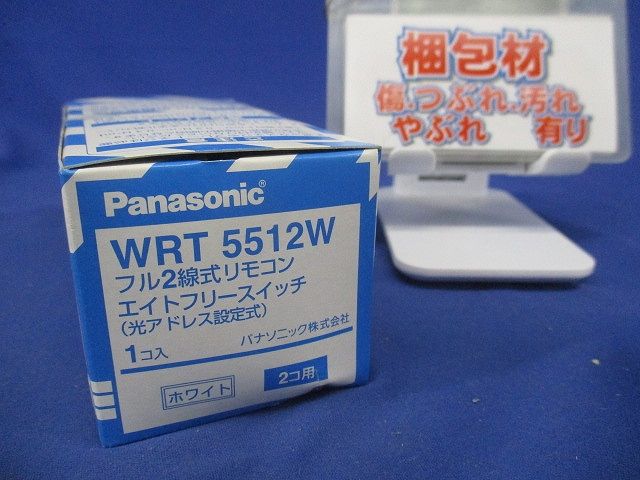 梱包材
傷、つぶれ、汚れ
やぶれ 有り
Panasonic®
WRT 5512W
フル2線式リモコン
エイトフリースイッチ
(光アドレス設定式)
1コ入
パナソニック株式会社
ホワイト
2コ用